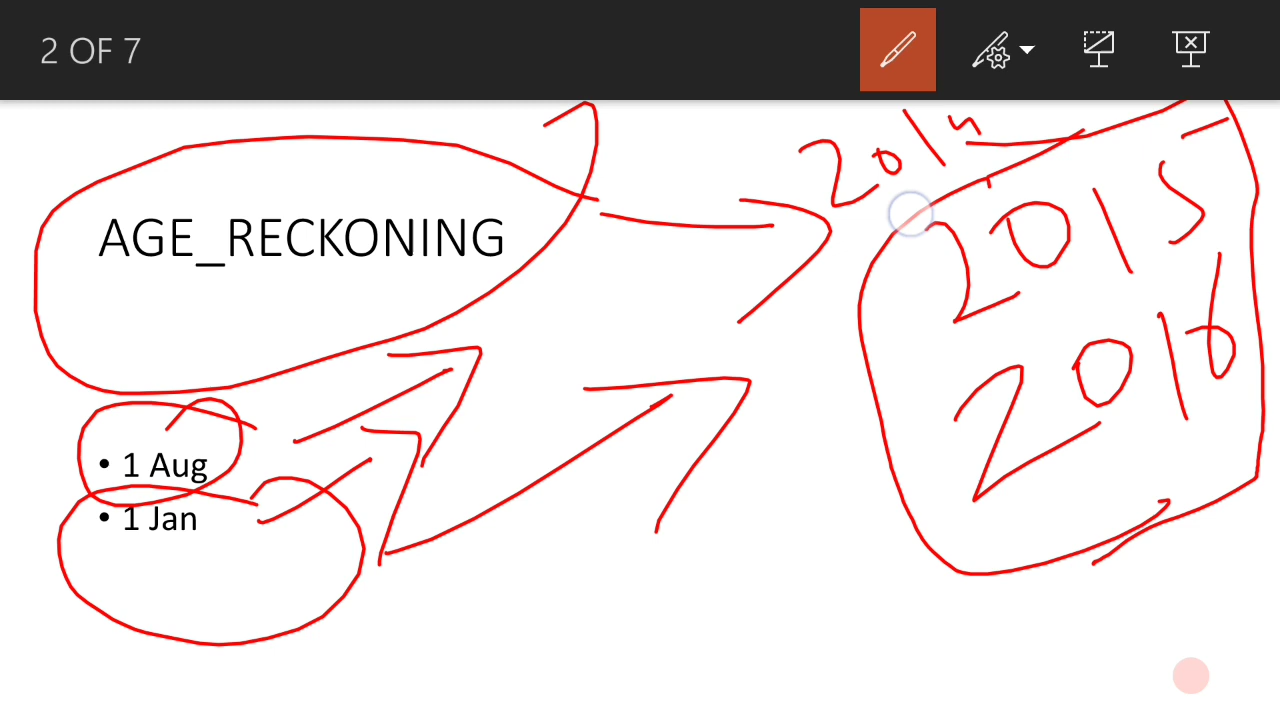 2 OF 7
2014
AGE_RECKONING
2015
2016
• 1 Aug
• 1 Jan